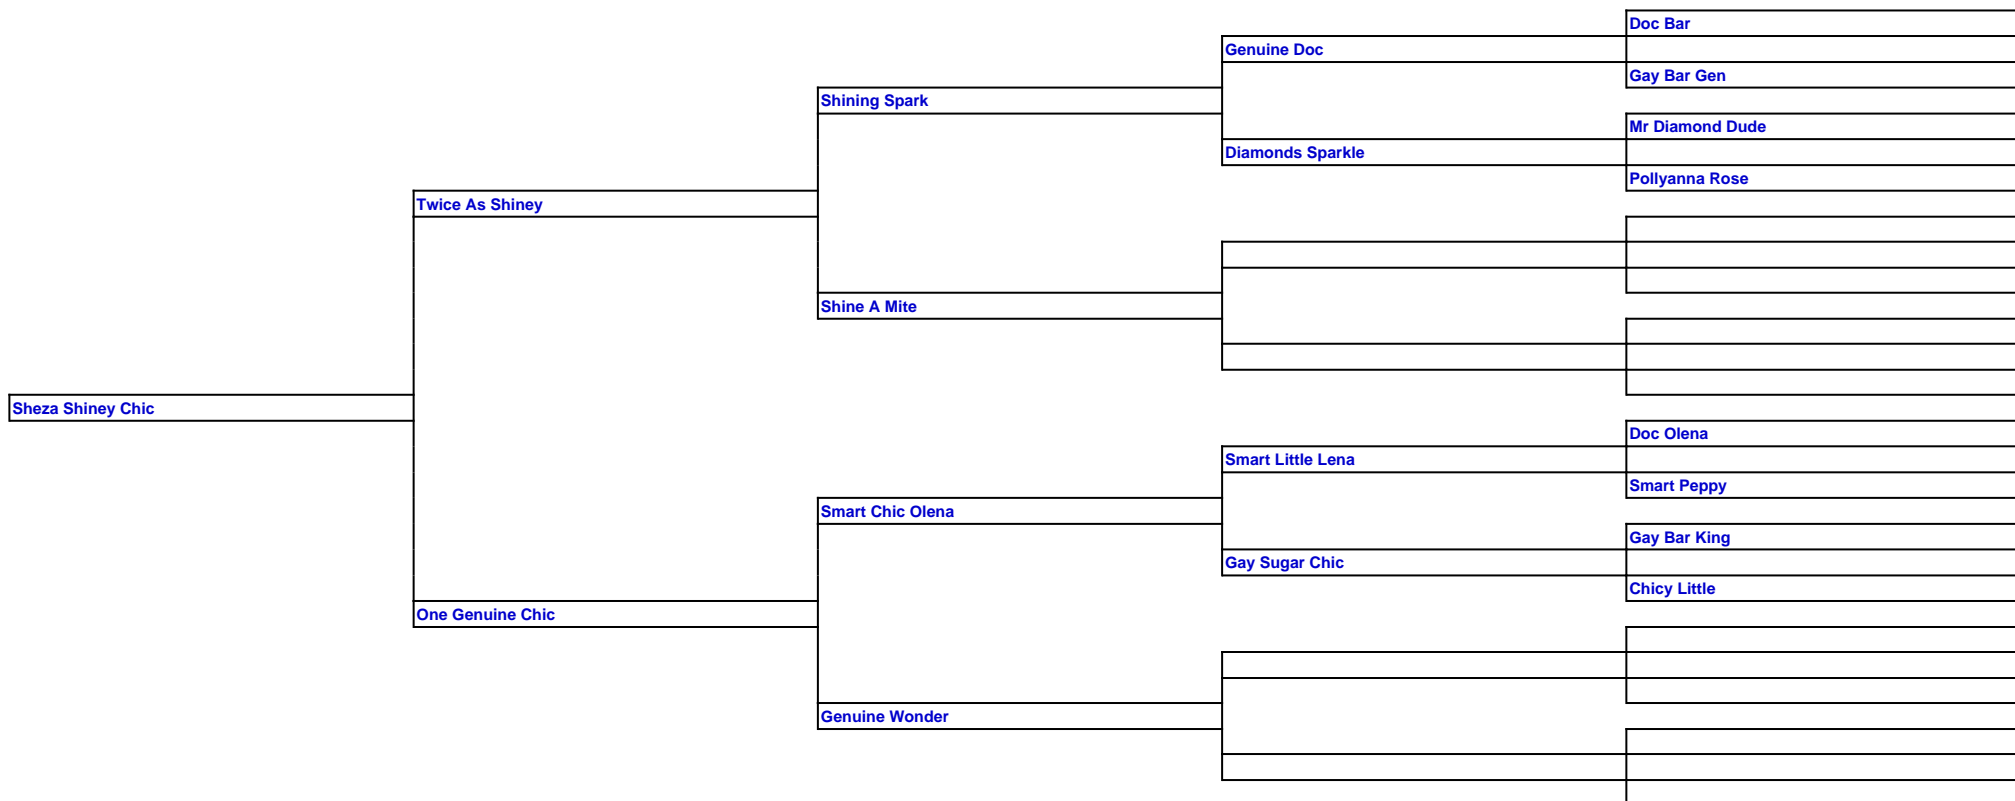 Doc Bar
Genuine Doc
Gay Bar Gen
Shining Spark
Mr Diamond Dude
Diamonds Sparkle
Pollyanna Rose
Twice As Shiney
Shine A Mite
Sheza Shiney Chic
Doc Olena
Smart Little Lena
Smart Peppy
Smart Chic Olena
Gay Bar King
Gay Sugar Chic
Chicy Little
One Genuine Chic
Genuine Wonder